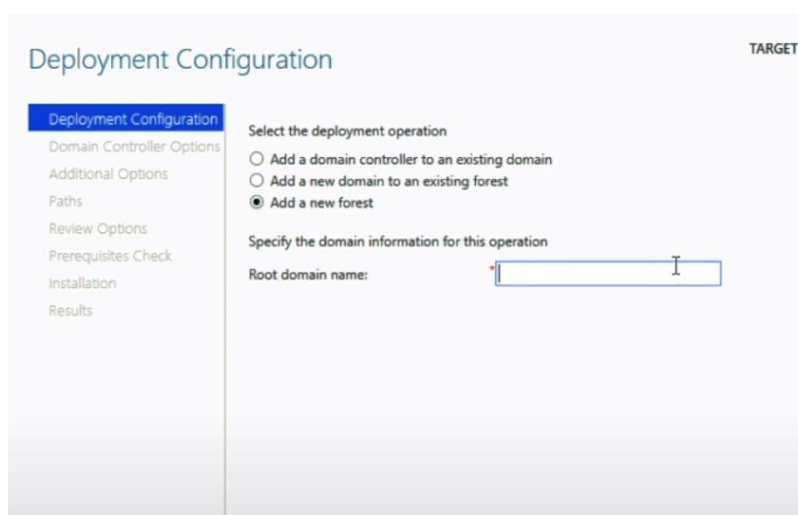 Deployment Configuration
TARGET
Deployment Configuration
Domain Controller Options
Additional Options
Paths
Review Options
Prerequisites Check
Installation
Results
Select the deployment operation
Add a domain controller to an existing domain
Add a new domain to an existing forest
Add a new forest
Specify the domain information for this operation
Root domain name: *